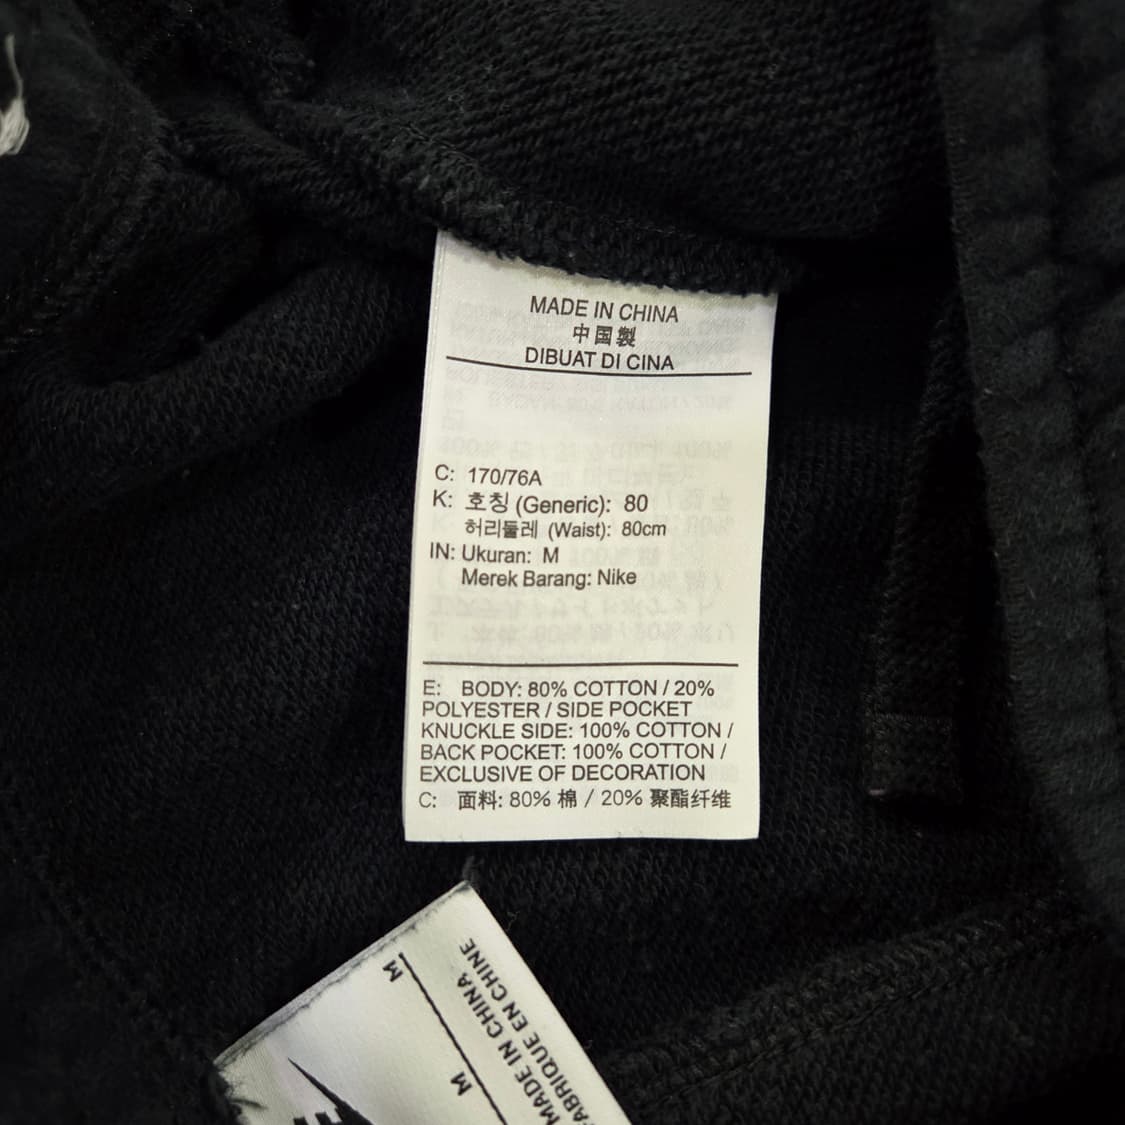 MADE IN CHINA
中国製
DIBUAT DI CINA
C: 170/76A
K: 호칭 (Generic): 80
허리둘레 (Waist): 80cm
IN: Ukuran: M
Merek Barang: Nike
E: BODY: 80% COTTON / 20%
POLYESTER / SIDE POCKET
KNUCKLE SIDE: 100% COTTON /
BACK POCKET: 100% COTTON /
EXCLUSIVE OF DECORATION
C: 面料: 80% 棉 / 20% 聚酯纤维
M
M
MADE IN CHINA
FABRIQUE EN CHINE